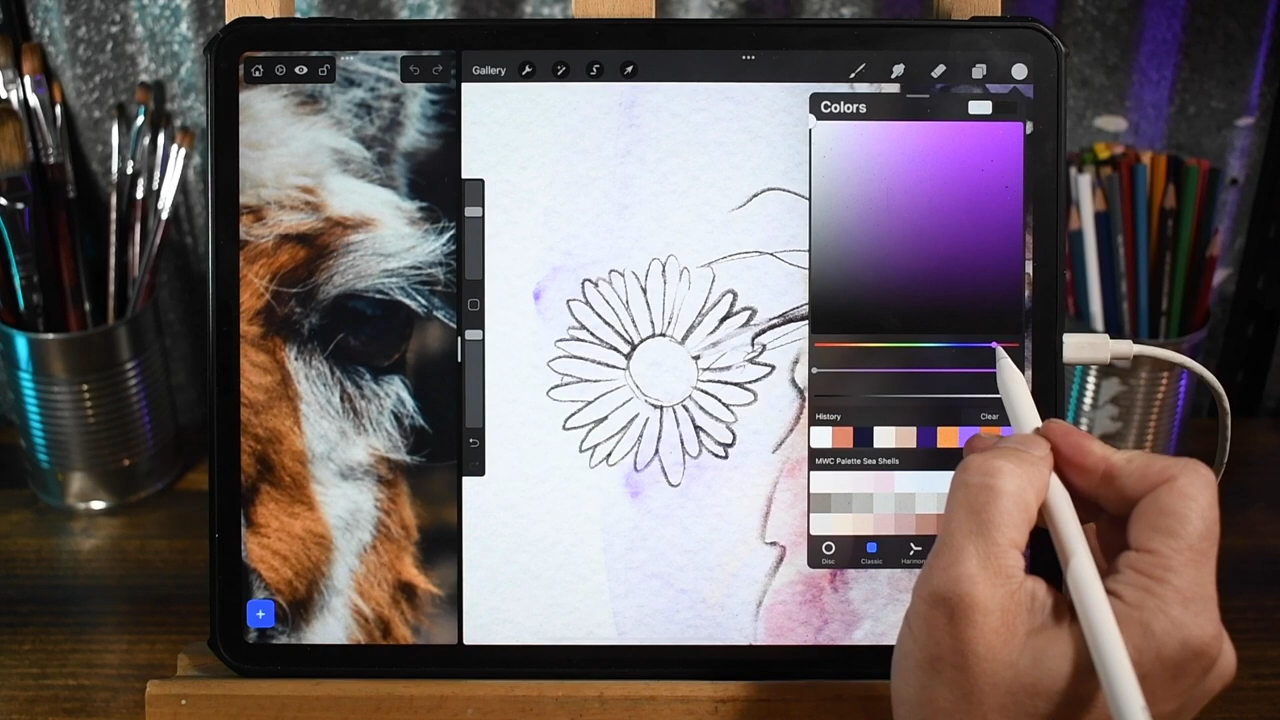 Gallery
Colors
History
Clear
MWC Palette Sea Shells
Disc
Classic